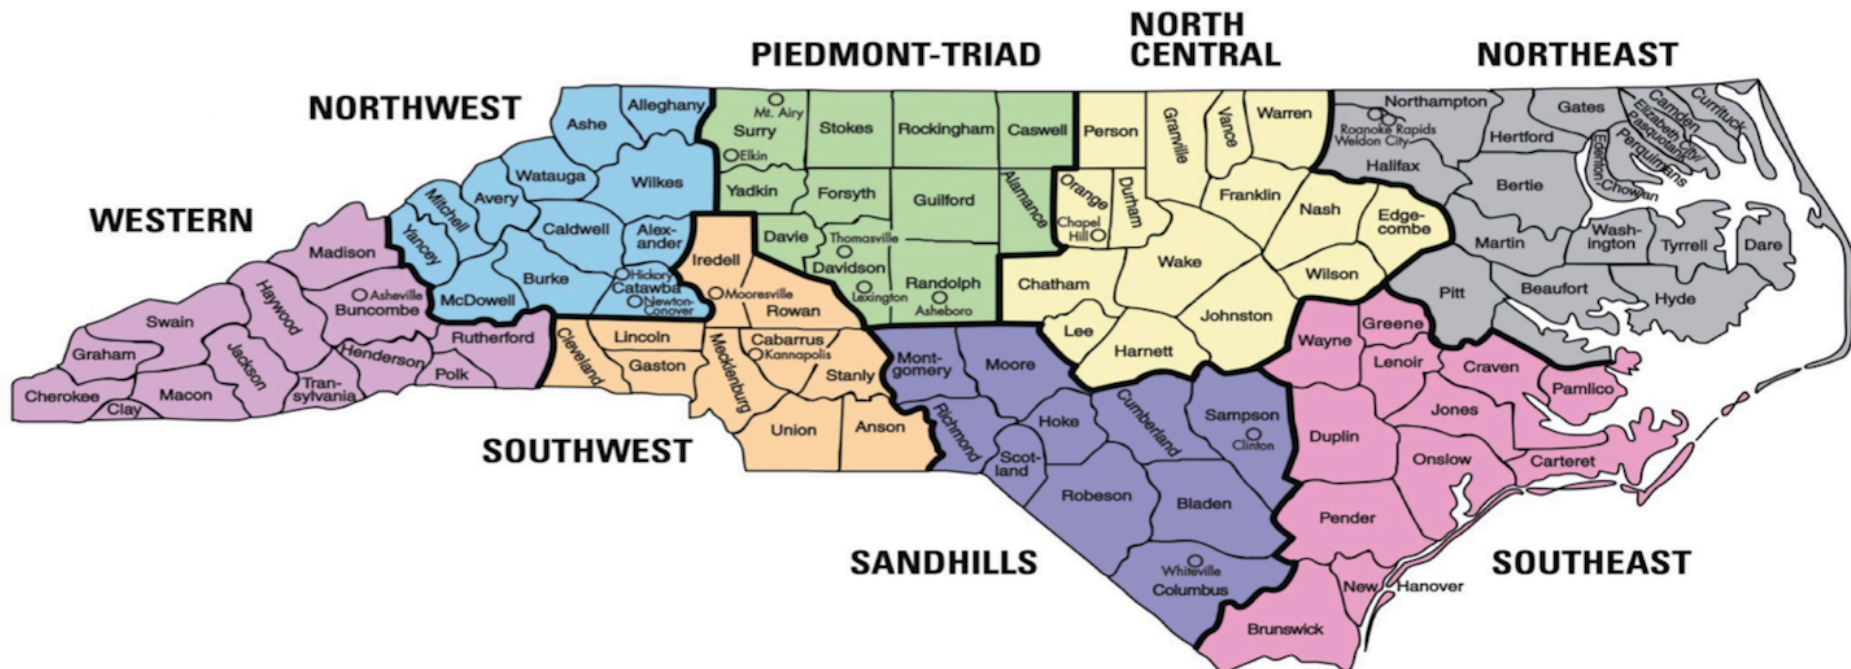 NORTH
CENTRAL
PIEDMONT-TRIAD
NORTHEAST
NORTHWEST
WESTERN
SOUTHWEST
SANDHILLS
SOUTHEAST
Madison
Haywood
Asheville
Buncombe
Swain
Graham
Jackson
Henderson
Rutherford
Polk
Cherokee
Clay
Macon
Tran-
sylvania
Ashe
Alleghany
Watauga
Wilkes
Mitchell
Avery
Yancey
Caldwell
Alex-
ander
Burke
McDowell
Hickory
Catawba
Newton-
Conover
Mt. Airy
Surry
Elkin
Stokes
Rockingham
Caswell
Yadkin
Forsyth
Guilford
Alamance
Davie
Thomasville
Davidson
Lexington
Randolph
Asheboro
Iredell
Mooresville
Rowan
Cleveland
Lincoln
Gaston
Mecklenburg
Cabarrus
Kannapolis
Stanly
Union
Anson
Person
Granville
Vance
Warren
Orange
Durham
Chapel
Hill
Franklin
Nash
Edge-
combe
Wake
Wilson
Chatham
Johnston
Lee
Harnett
Northampton
Roanoke Rapids
Weldon City
Halifax
Hertford
Gates
Camden
Currituck
Elizabeth City/
Pasquotank
Perquimans
Edenton-
Chowan
Bertie
Martin
Wash-
ington
Tyrrell
Dare
Pitt
Beaufort
Hyde
Mont-
gomery
Moore
Richmond
Hoke
Scot-
land
Cumberland
Sampson
Clinton
Robeson
Bladen
Whiteville
Columbus
Wayne
Greene
Lenoir
Craven
Pamlico
Jones
Duplin
Onslow
Carteret
Pender
New Hanover
Brunswick